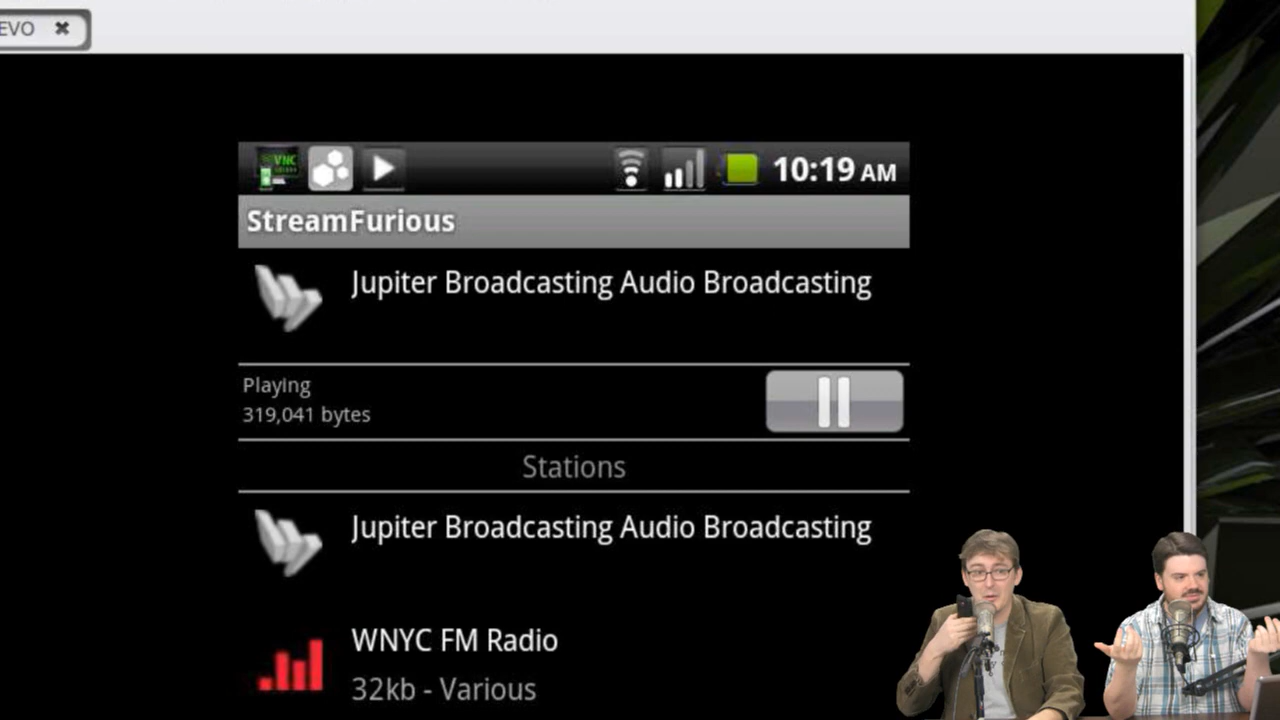 EVO ✖
VNC
10:19 AM
StreamFurious
Jupiter Broadcasting Audio Broadcasting
Playing
319,041 bytes
Stations
Jupiter Broadcasting Audio Broadcasting
WNYC FM Radio
32kb - Various